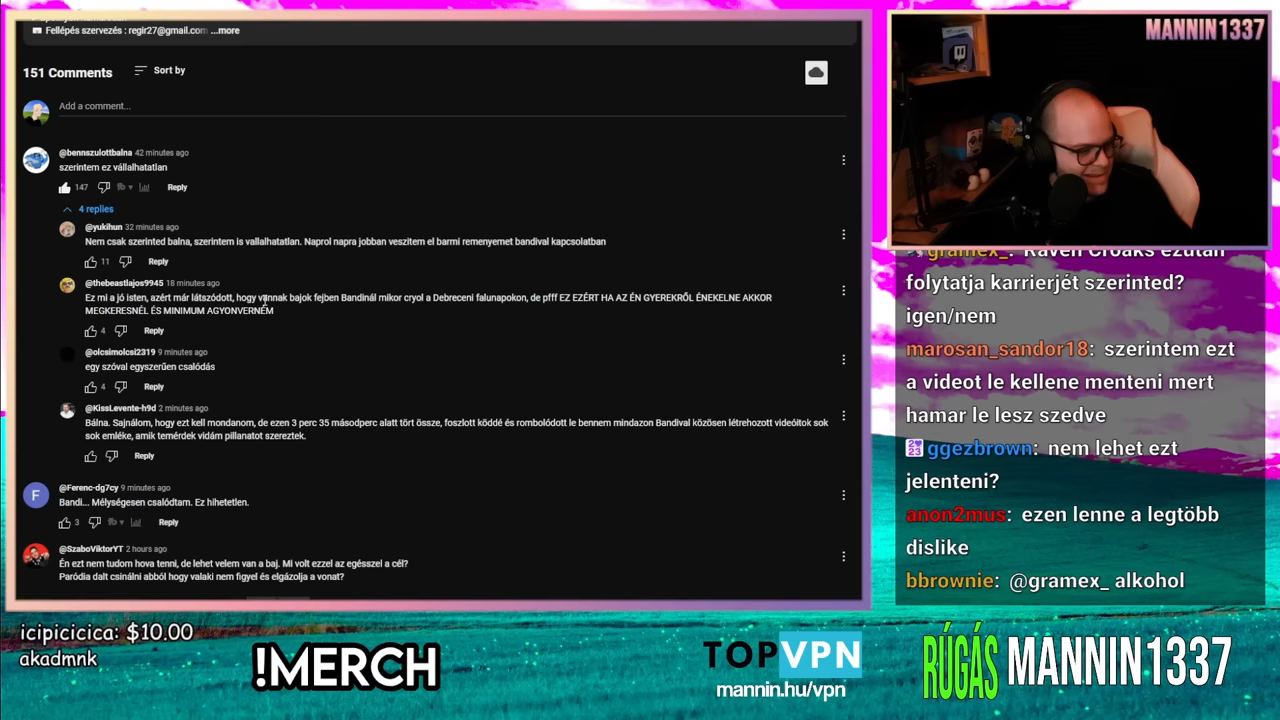 Fellépés szervezés : regir27@gmail.com ...more
151 Comments
Sort by
Add a comment...
@bennszulottbalna 42 minutes ago
szerintem ez vállalhatatlan
147
Reply
4 replies
@yukihun 32 minutes ago
Nem csak szerinted balna, szerintem is vallalhatatlan. Naprol napra jobban veszitem el barmi remenyemet bandival kapcsolatban
11
Reply
@thebeastlajos9945 18 minutes ago
Ez mi a jó isten, azért már látszódott, hogy vannak bajok fejben Bandinál mikor cryol a Debreceni falunapokon, de pfff EZ EZÉRT HA AZ ÉN GYEREKRŐL ÉNEKELNE AKKOR
MEGKERESNÉL ÉS MINIMUM AGYONVERNÉM
4
Reply
@olcsimolcsi2319 9 minutes ago
egy szóval egyszerűen csalódás
4
Reply
@KissLevente-h9d 2 minutes ago
Bálna. Sajnálom, hogy ezt kell mondanom, de ezen 3 perc 35 másodperc alatt tört össze, foszlott köddé és rombolódott le bennem mindazon Bandival közösen létrehozott videóitok sok
sok emléke, amik temérdek vidám pillanatot szereztek.
Reply
F
@Ferenc-dg7cy 9 minutes ago
Bandi... Mélységesen csalódtam. Ez hihetetlen.
3
Reply
@SzaboViktorYT 2 hours ago
Én ezt nem tudom hova tenni, de lehet velem van a baj. Mi volt ezzel az egésszel a cél?
Paródia dalt csinálni abból hogy valaki nem figyel és elgázolja a vonat?
MANNIN1337
gramex_: Raven Croaks ezután
folytatja karrierjét szerinted?
igen/nem
marosan_sandor18: szerintem ezt
a videot le kellene menteni mert
hamar le lesz szedve
ggezbrown: nem lehet ezt
jelenteni?
anon2mus: ezen lenne a legtöbb
dislike
bbrownie: @gramex_ alkohol
icipicicica: $10.00
akadmnk
!MERCH
TOPVPN
mannin.hu/vpn
RÚGÁS MANNIN1337